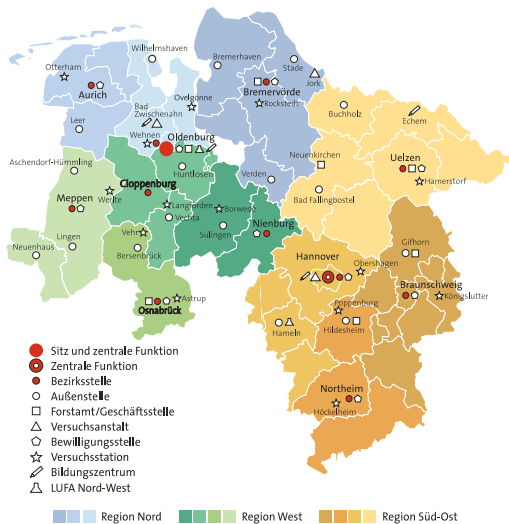 Wilhelmshaven
Bremerhaven
Otterham
Stade
Aurich
Jork
Bremervörde
Ovelgönne
Rockstedt
Buchholz
Echem
Leer
Bad
Zwischenahn
Wehnen
Oldenburg
Neuenkirchen
Uelzen
Aschendorf-Hümmling
Huntlosen
Verden
Hamerstorf
Cloppenburg
Bad Fallingbostel
Meppen
Werlte
Langförden
Borwede
Vechta
Nienburg
Vehr
Sulingen
Neuenhaus
Lingen
Bersenbrück
Hannover
Obershagen
Gifhorn
Braunschweig
Königslutter
Astrup
Osnabrück
Poppenburg
Hameln
Hildesheim
Northeim
Höckelheim
Sitz und zentrale Funktion
Zentrale Funktion
Bezirksstelle
Außenstelle
Forstamt/Geschäftsstelle
Versuchsanstalt
Bewilligungsstelle
Versuchsstation
Bildungszentrum
LUFA Nord-West
Region Nord
Region West
Region Süd-Ost